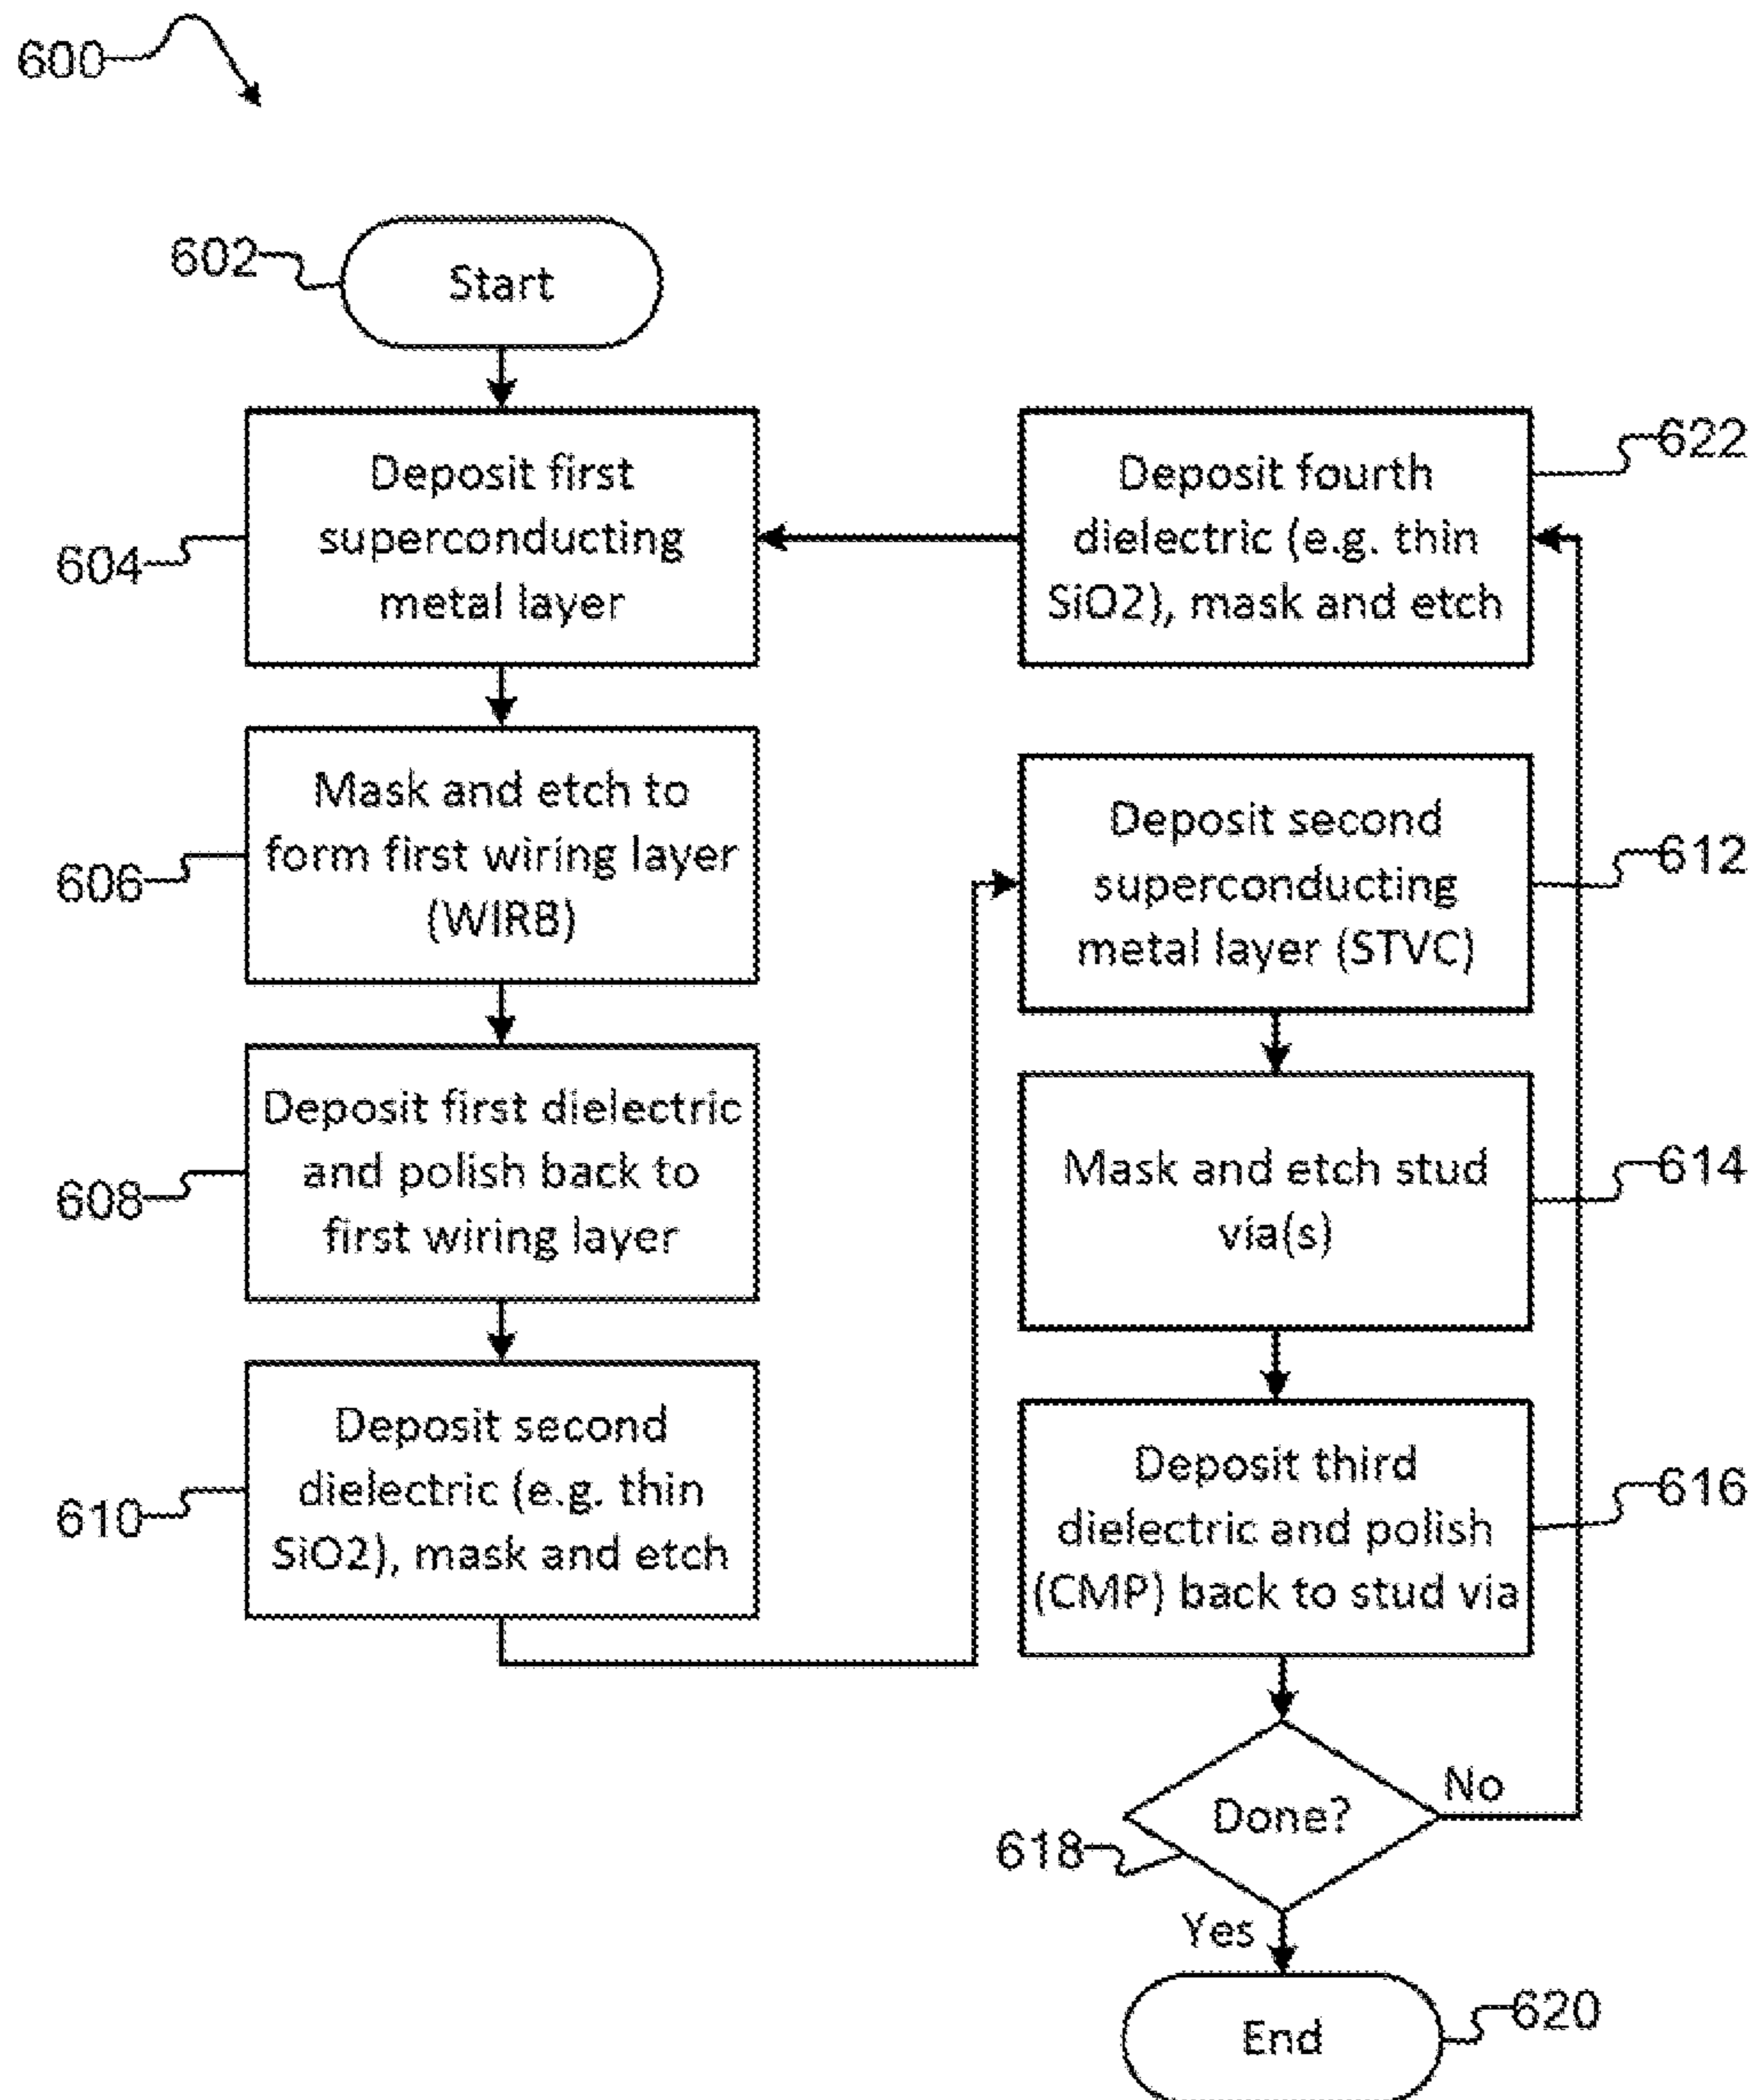 600
602
Start
604
Deposit first
superconducting
metal layer
606
Mask and etch to
form first wiring layer
(WIRB)
608
Deposit first dielectric
and polish back to
first wiring layer
610
Deposit second
dielectric (e.g. thin
SiO2), mask and etch
622
Deposit fourth
dielectric (e.g. thin
SiO2), mask and etch
612
Deposit second
superconducting
metal layer (STVC)
614
Mask and etch stud
via(s)
616
Deposit third
dielectric and polish
(CMP) back to stud via
618
Done?
No
Yes
End
620